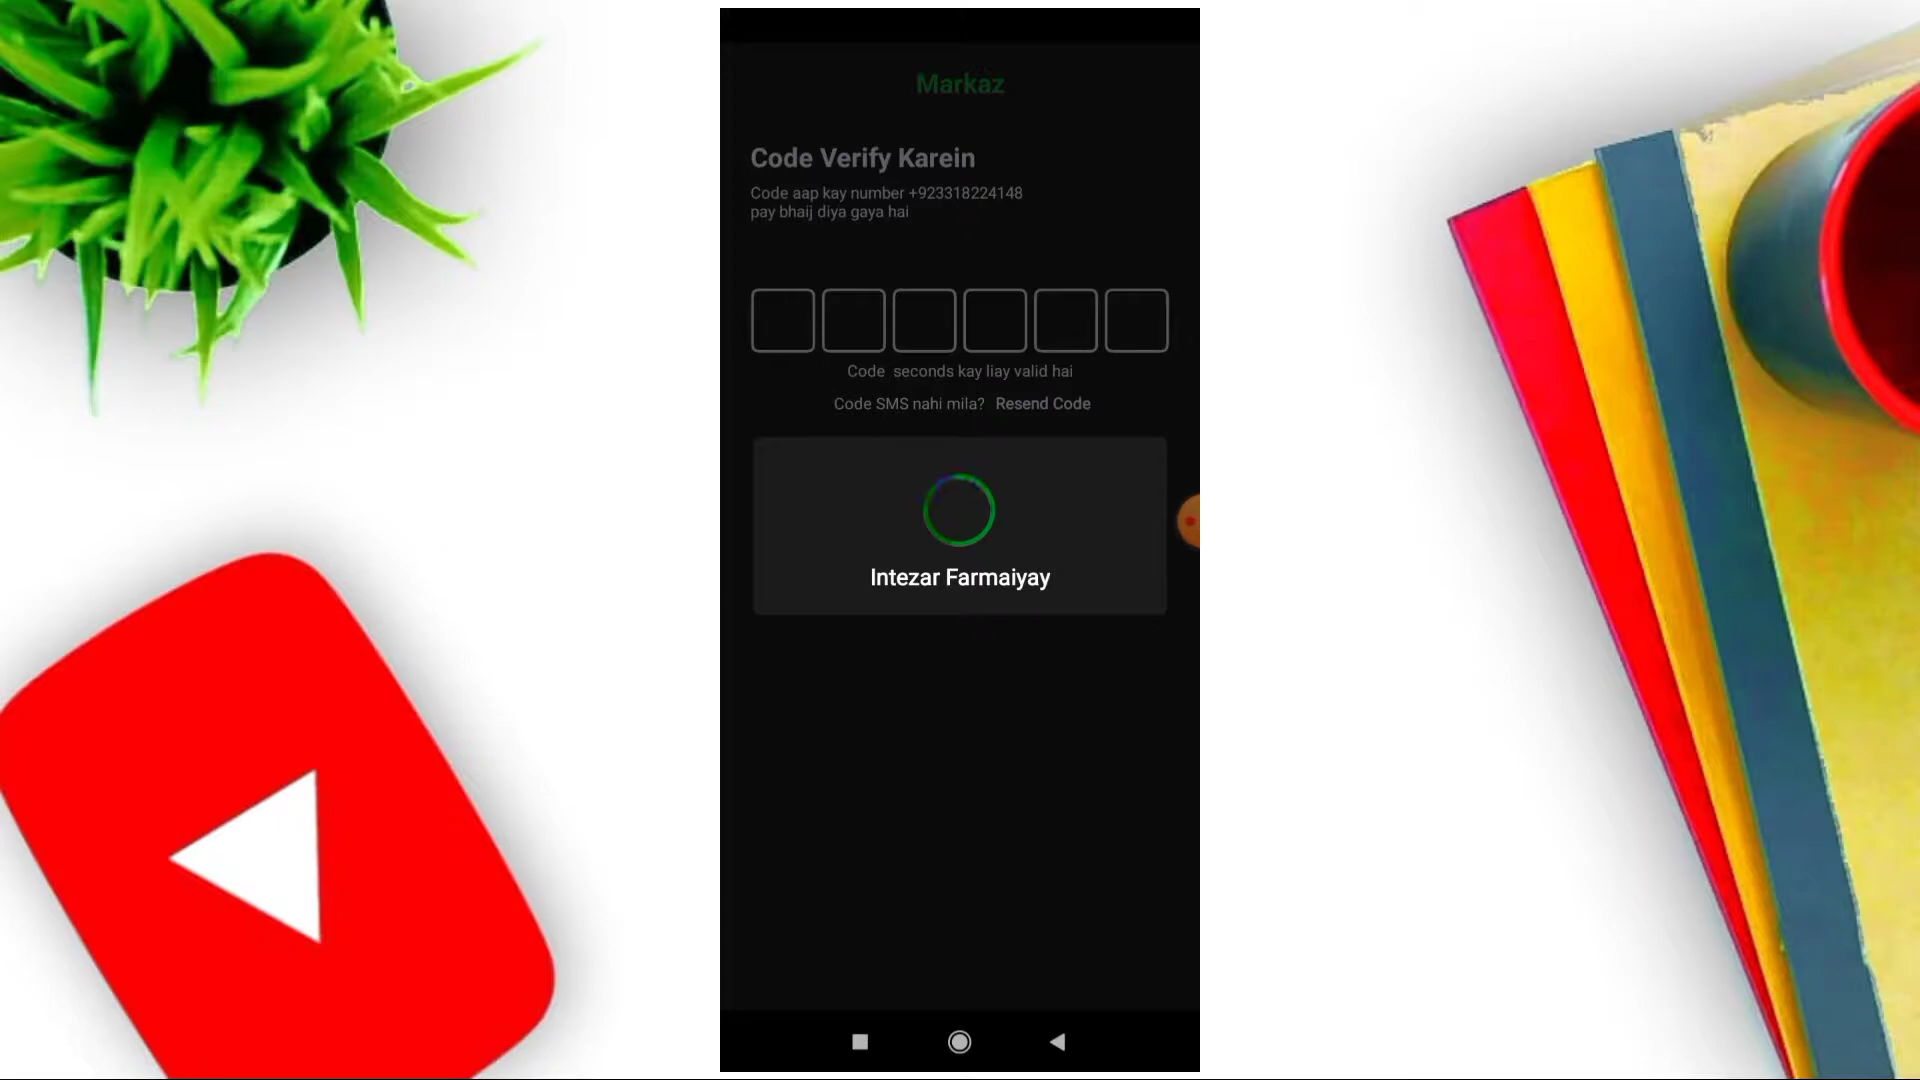 Markaz
Code Verify Karein
Code aap kay number +923318224148
pay bhaij diya gaya hai
Code seconds kay liay valid hai
Code SMS nahi mila? Resend Code
Intezar Farmaiyay